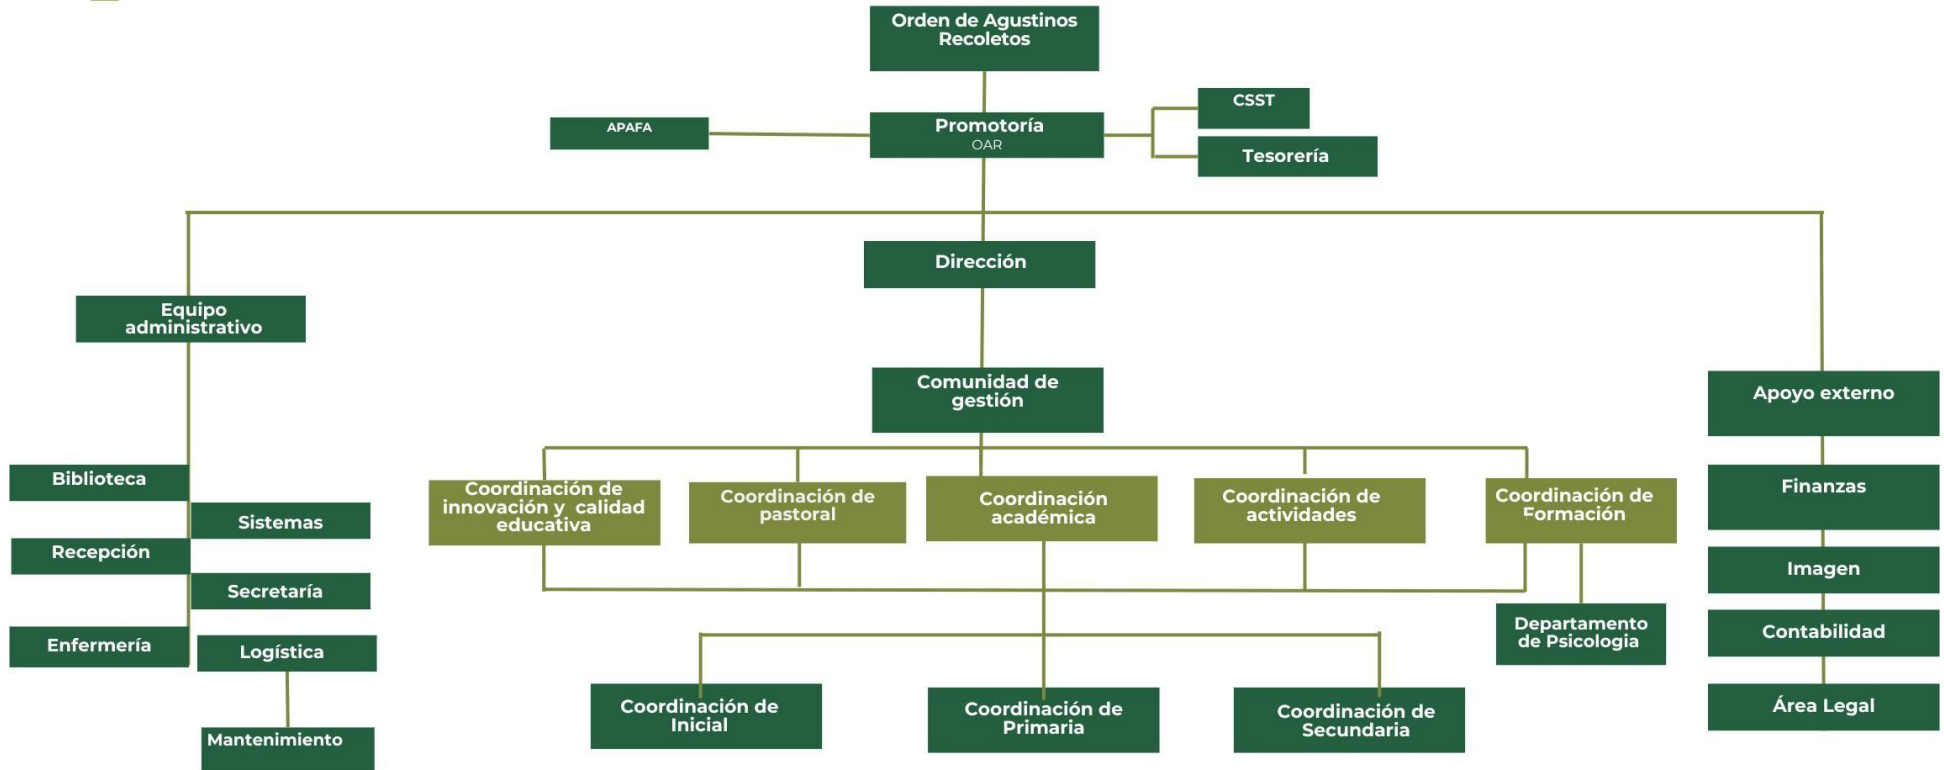 Orden de Agustinos
Recoletos
CSST
APAFA
Promotoría
OAR
Tesorería
Dirección
Equipo
administrativo
Comunidad de
gestión
Apoyo externo
Biblioteca
Sistemas
Recepción
Secretaría
Enfermería
Logística
Mantenimiento
Coordinación de
innovación y calidad
educativa
Coordinación de
pastoral
Coordinación
académica
Coordinación de
actividades
Coordinación de
Formación
Departamento
de Psicologia
Coordinación de
Inicial
Coordinación de
Primaria
Coordinación de
Secundaria
Finanzas
Imagen
Contabilidad
Área Legal